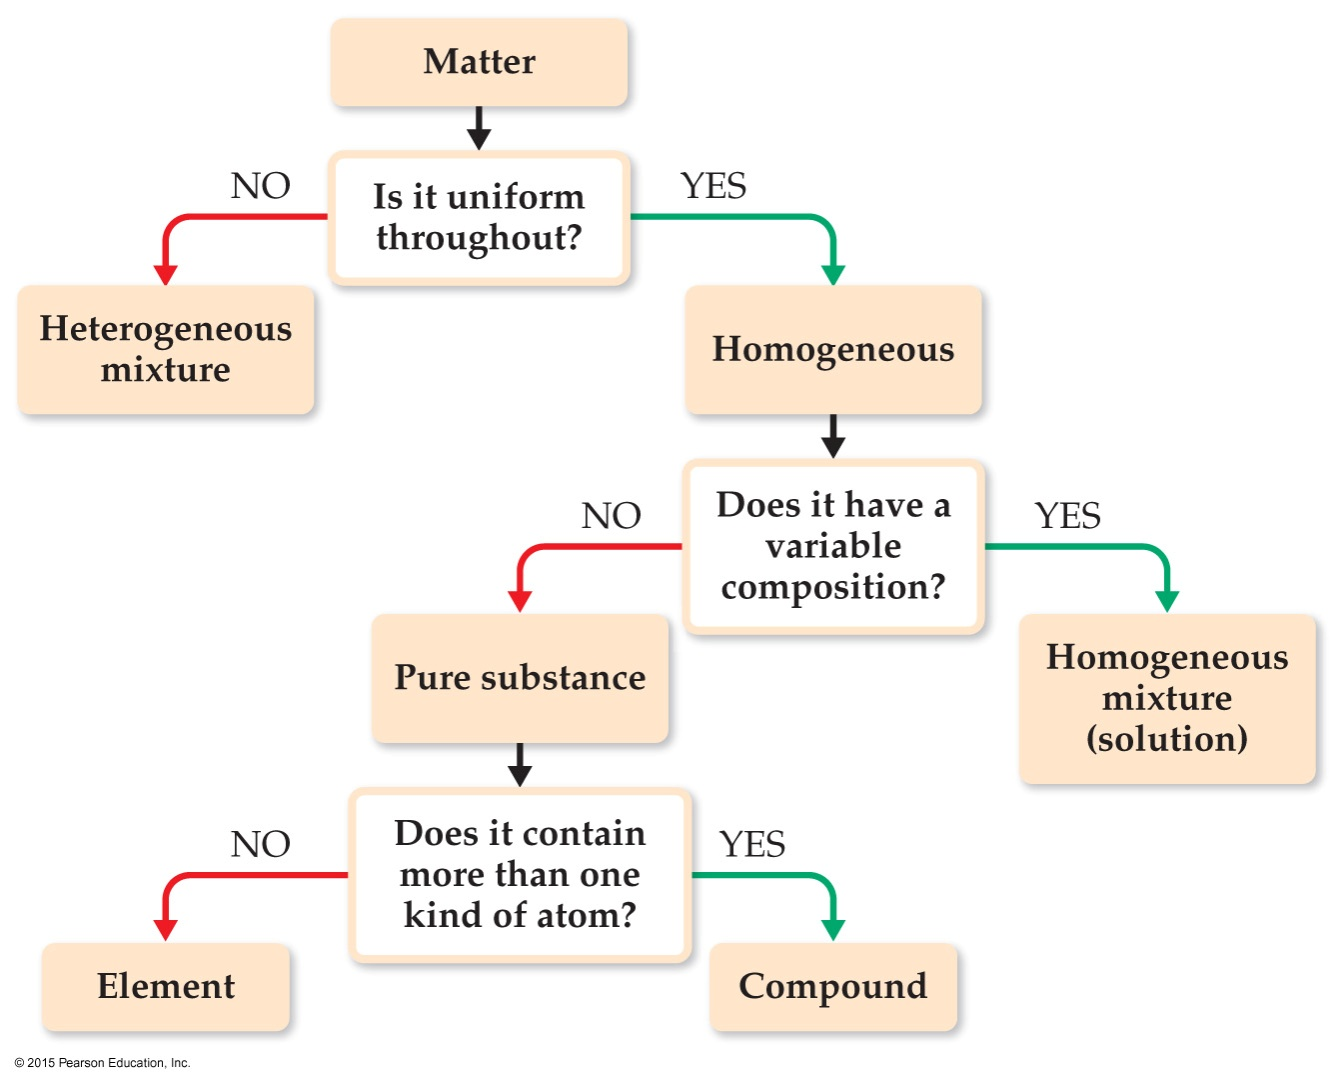 Matter
NO
Is it uniform
throughout?
YES
Heterogeneous
mixture
Homogeneous
NO
Does it have a
variable
composition?
YES
Pure substance
Homogeneous
mixture
(solution)
NO
Does it contain
more than one
kind of atom?
YES
Element
Compound
© 2015 Pearson Education, Inc.